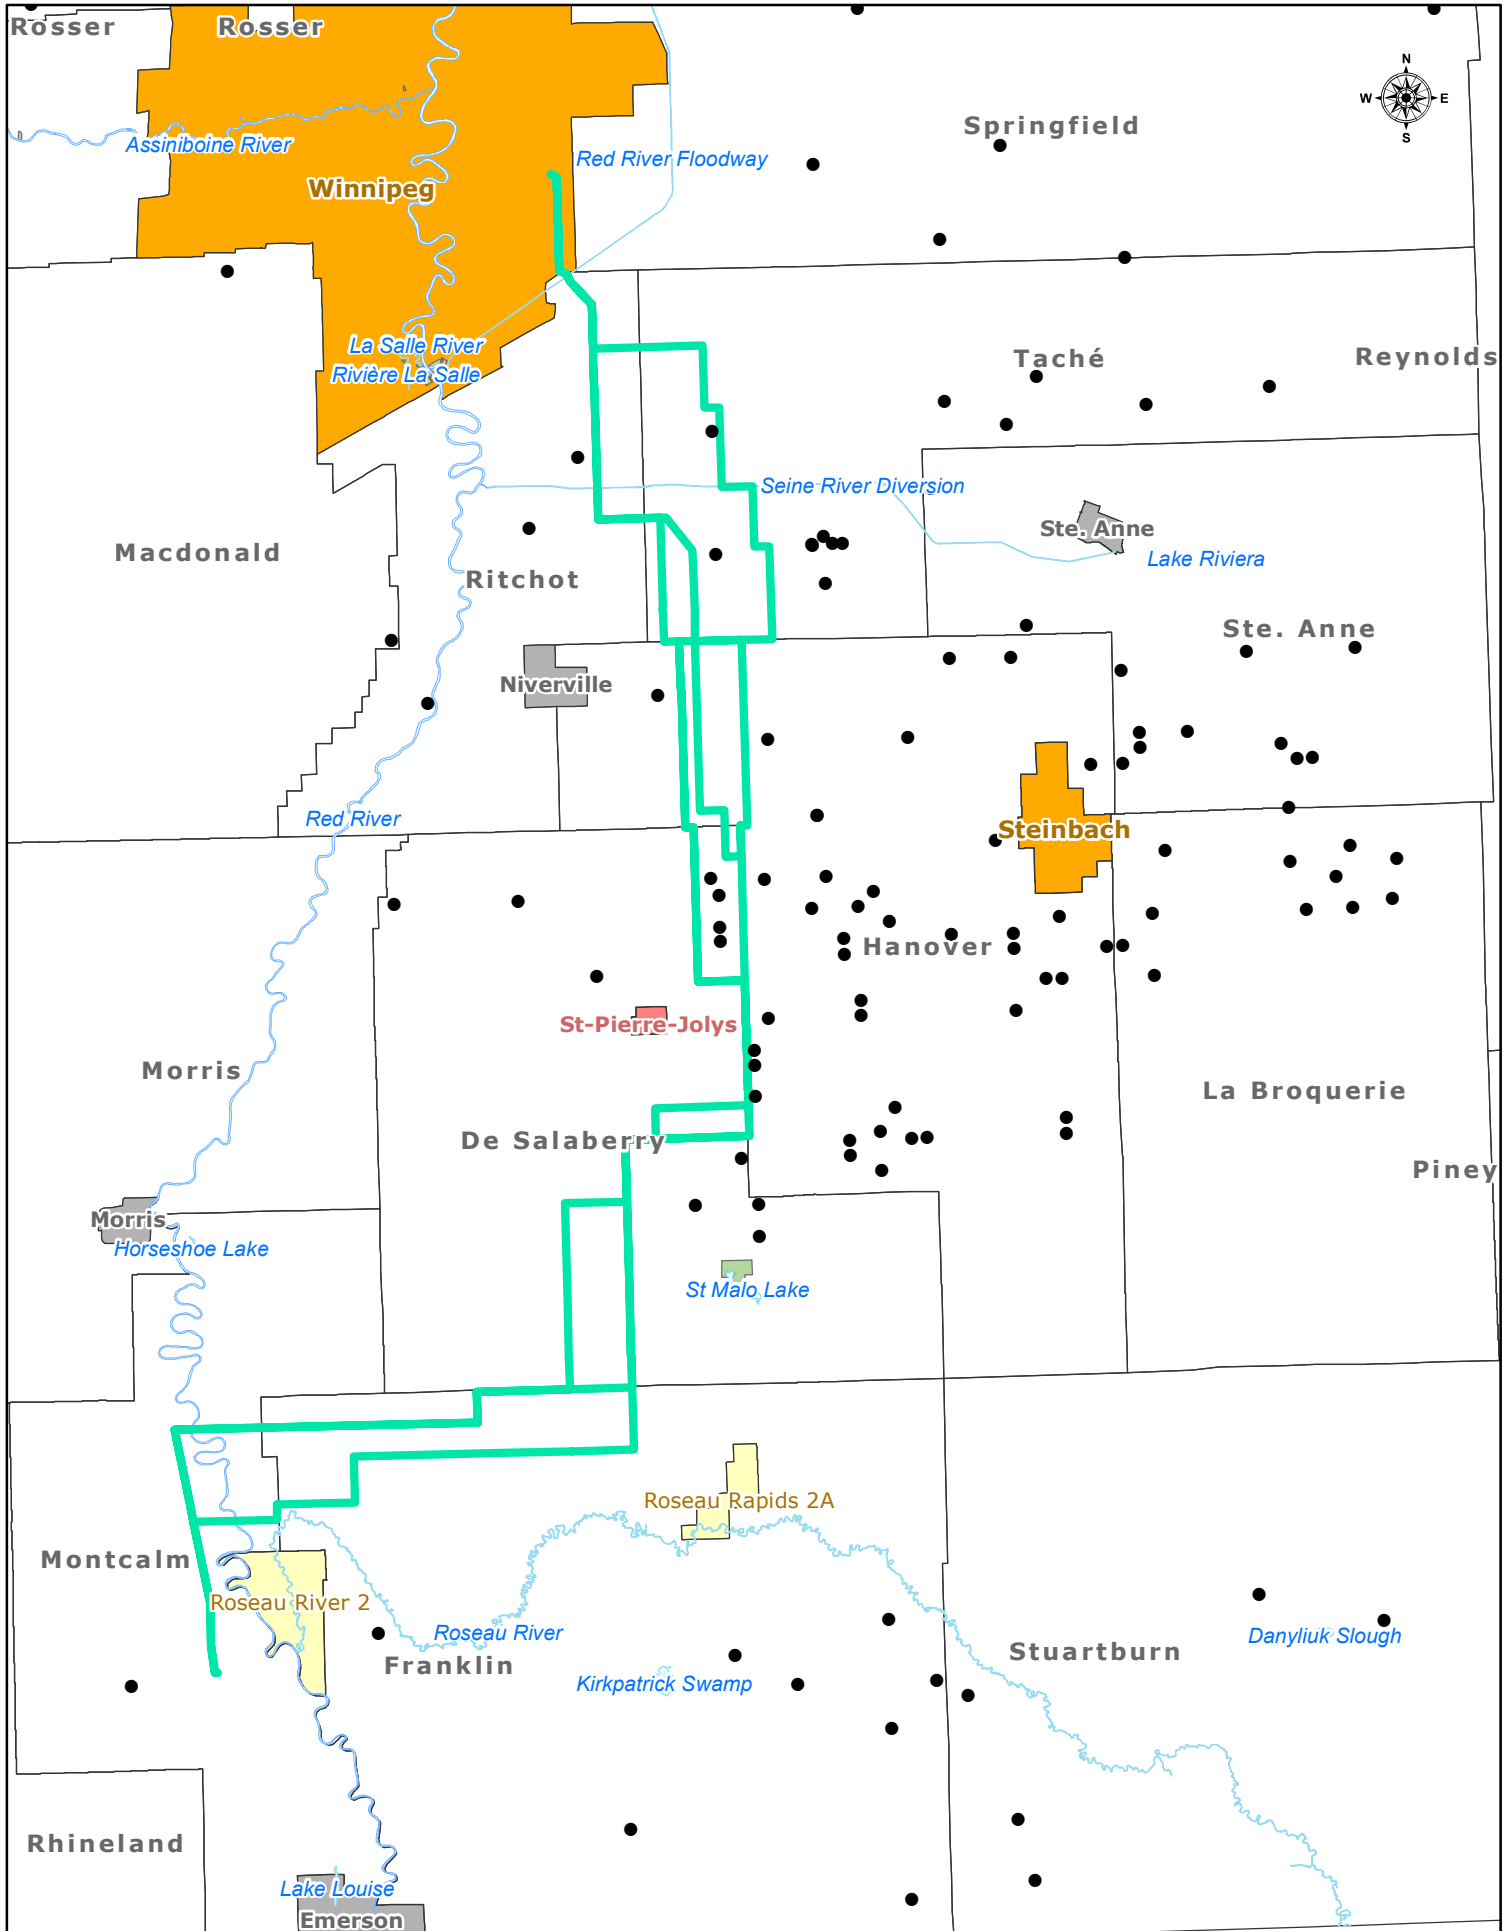 Rosser
Rosser
N
W
E
S
Springfield
Assiniboine River
Red River Floodway
Winnipeg
La Salle River
Rivière La Salle
Taché
Reynolds
Seine River Diversion
Ste. Anne
Lake Riviera
Macdonald
Ritchot
Ste. Anne
Niverville
Red River
Steinbach
Hanover
St-Pierre-Jolys
Morris
La Broquerie
De Salaberry
Piney
Morris
Horseshoe Lake
St Malo Lake
Roseau Rapids 2A
Montcalm
Roseau River 2
Roseau River
Franklin
Danyliuk Slough
Stuartburn
Kirkpatrick Swamp
Rhineland
Lake Louise
Emerson